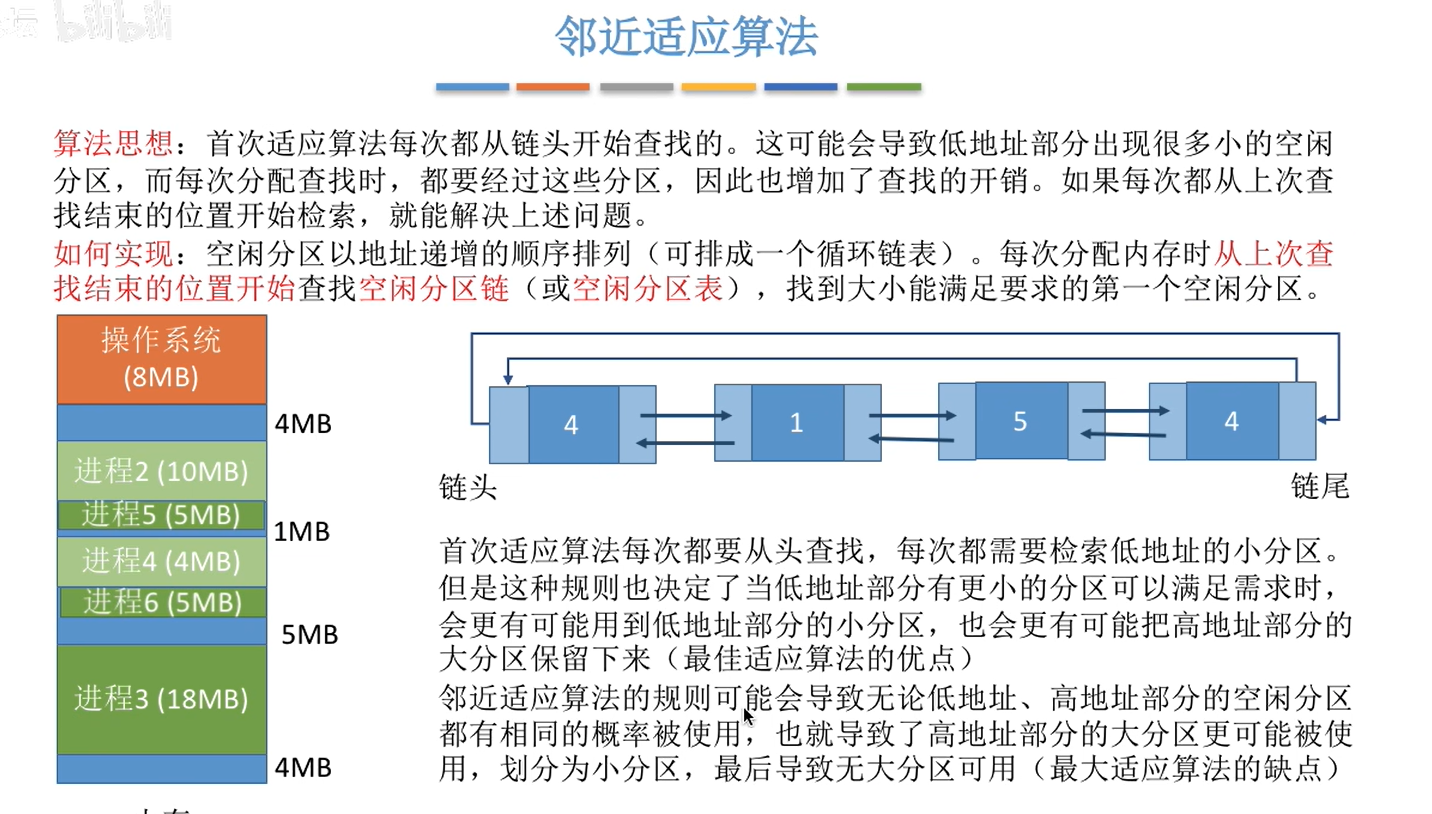 坛 bilibili
邻近适应算法
算法思想：首次适应算法每次都从链头开始查找的。这可能会导致低地址部分出现很多小的空闲
分区，而每次分配查找时，都要经过这些分区，因此也增加了查找的开销。如果每次都从上次查
找结束的位置开始检索，就能解决上述问题。
如何实现：空闲分区以地址递增的顺序排列（可排成一个循环链表）。每次分配内存时从上次查
找结束的位置开始查找空闲分区链（或空闲分区表），找到大小能满足要求的第一个空闲分区。
操作系统
(8MB)
4MB
进程2 (10MB)
进程5 (5MB)
1MB
进程4 (4MB)
进程6 (5MB)
5MB
进程3 (18MB)
4MB
4
1
5
4
链头
链尾
首次适应算法每次都要从头查找，每次都需要检索低地址的小分区。
但是这种规则也决定了当低地址部分有更小的分区可以满足需求时，
会更有可能用到低地址部分的小分区，也会更有可能把高地址部分的
大分区保留下来（最佳适应算法的优点）
邻近适应算法的规则可能会导致无论低地址、高地址部分的空闲分区
都有相同的概率被使用，也就导致了高地址部分的大分区更可能被使
用，划分为小分区，最后导致无大分区可用（最大适应算法的缺点）